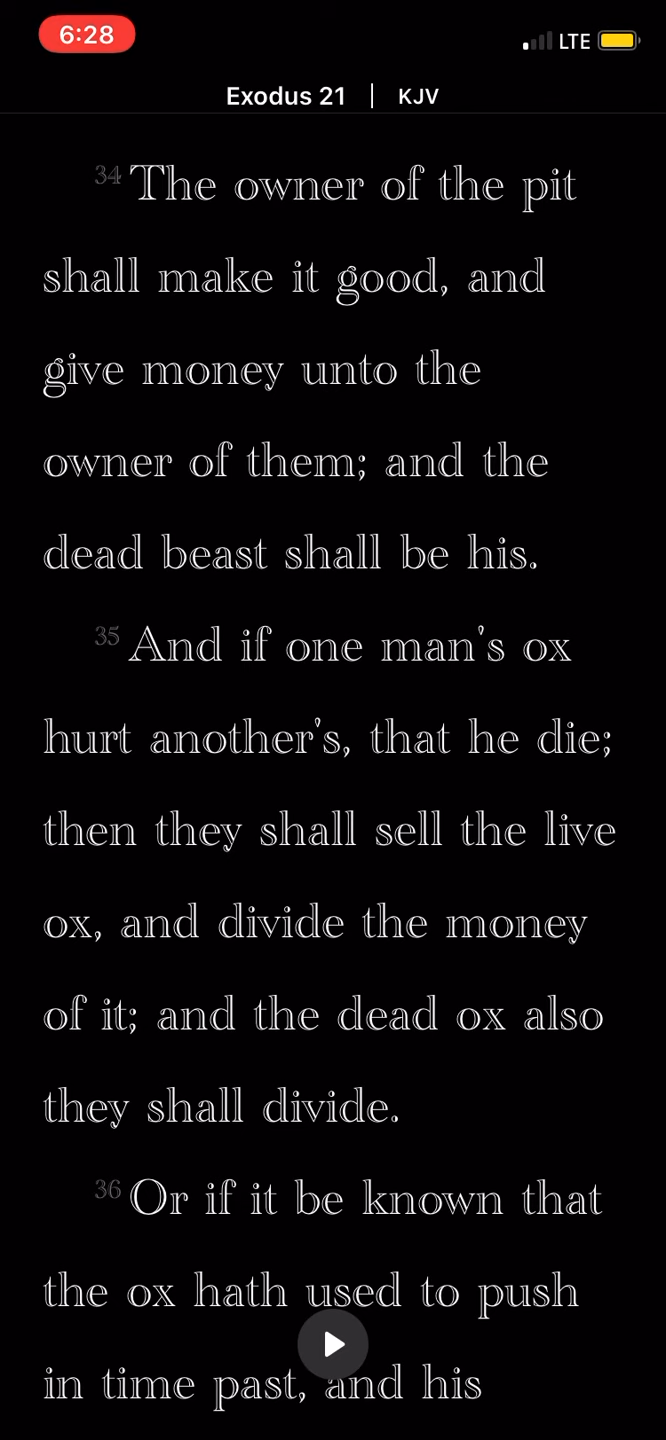 6:28 LTE
Exodus 21 | KJV
34 The owner of the pit
shall make it good, and
give money unto the
owner of them; and the
dead beast shall be his.
35 And if one man's ox
hurt another's, that he die;
then they shall sell the live
ox, and divide the money
of it; and the dead ox also
they shall divide.
36 Or if it be known that
the ox hath used to push
in time past, and his